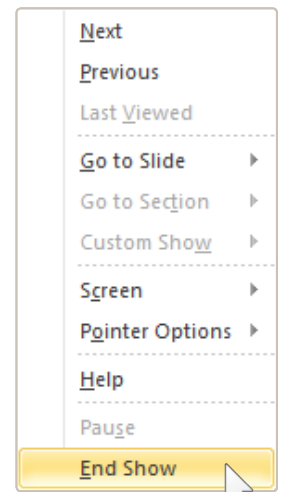 Next
Previous
Last Viewed
Go to Slide
Go to Section
Custom Show
Screen
Pointer Options
Help
Pause
End Show